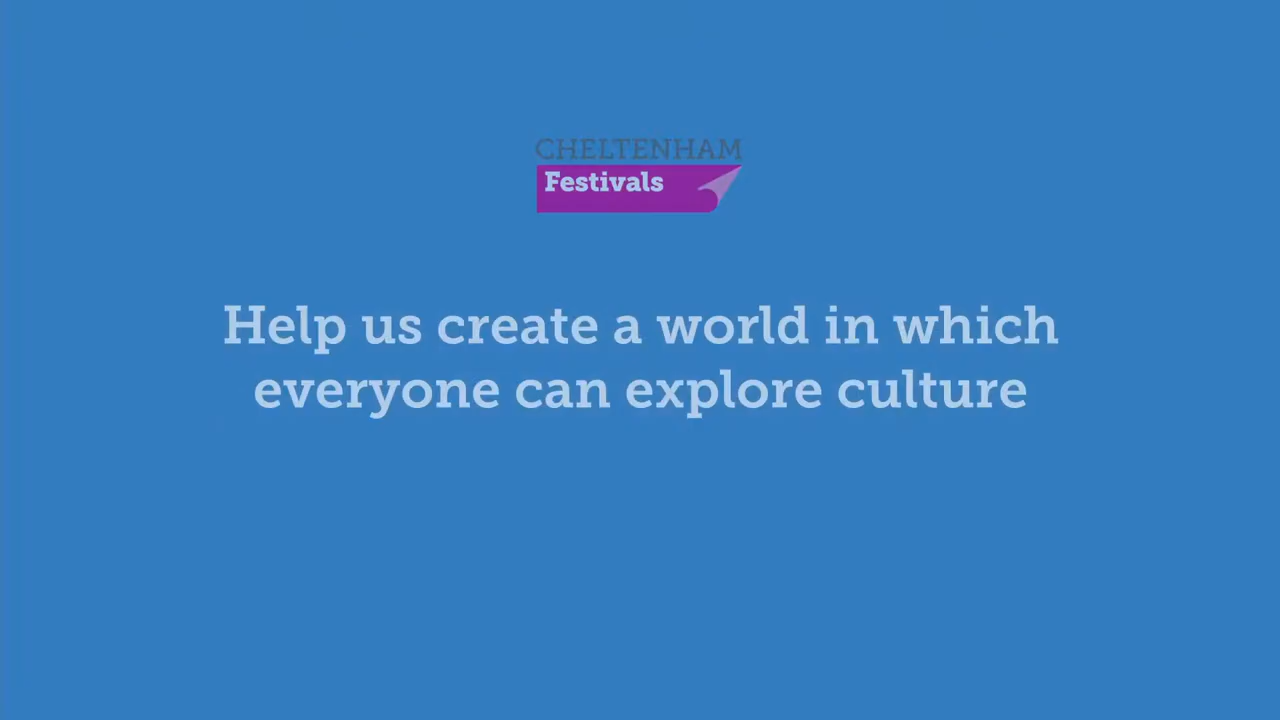 CHELTENHAM
Festivals
Help us create a world in which
everyone can explore culture